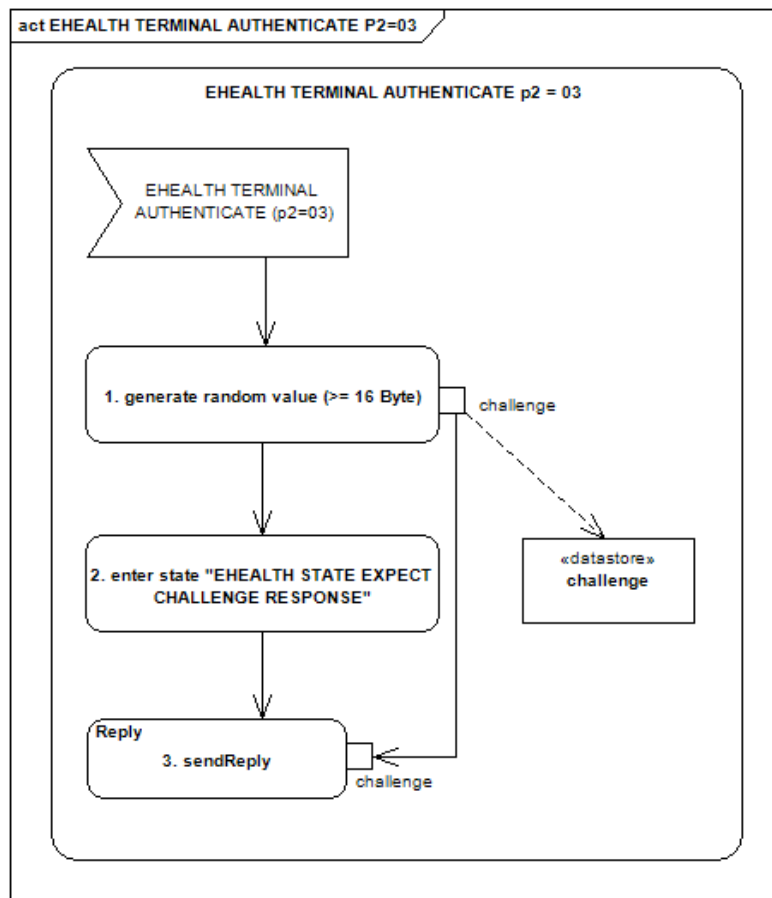 act EHEALTH TERMINAL AUTHENTICATE P2=03
EHEALTH TERMINAL AUTHENTICATE p2 = 03
EHEALTH TERMINAL
AUTHENTICATE (p2=03)
1. generate random value (>= 16 Byte)
challenge
«datastore»
challenge
2. enter state "EHEALTH STATE EXPECT
CHALLENGE RESPONSE"
Reply
3. sendReply
challenge